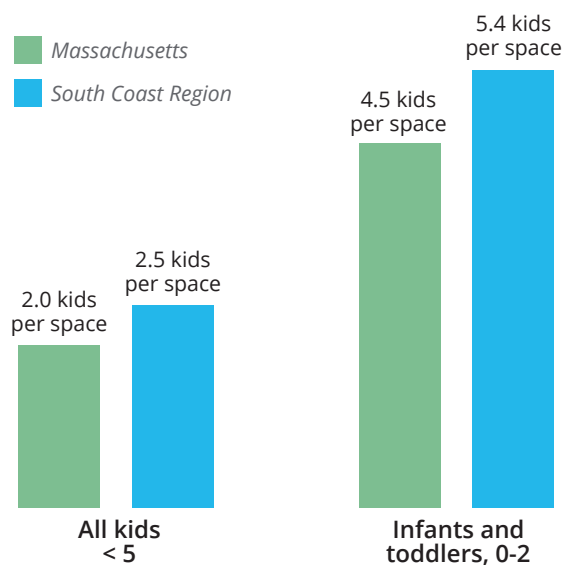 Massachusetts
South Coast Region
2.0 kids
per space
2.5 kids
per space
4.5 kids
per space
5.4 kids
per space
All kids
< 5
Infants and
toddlers, 0-2